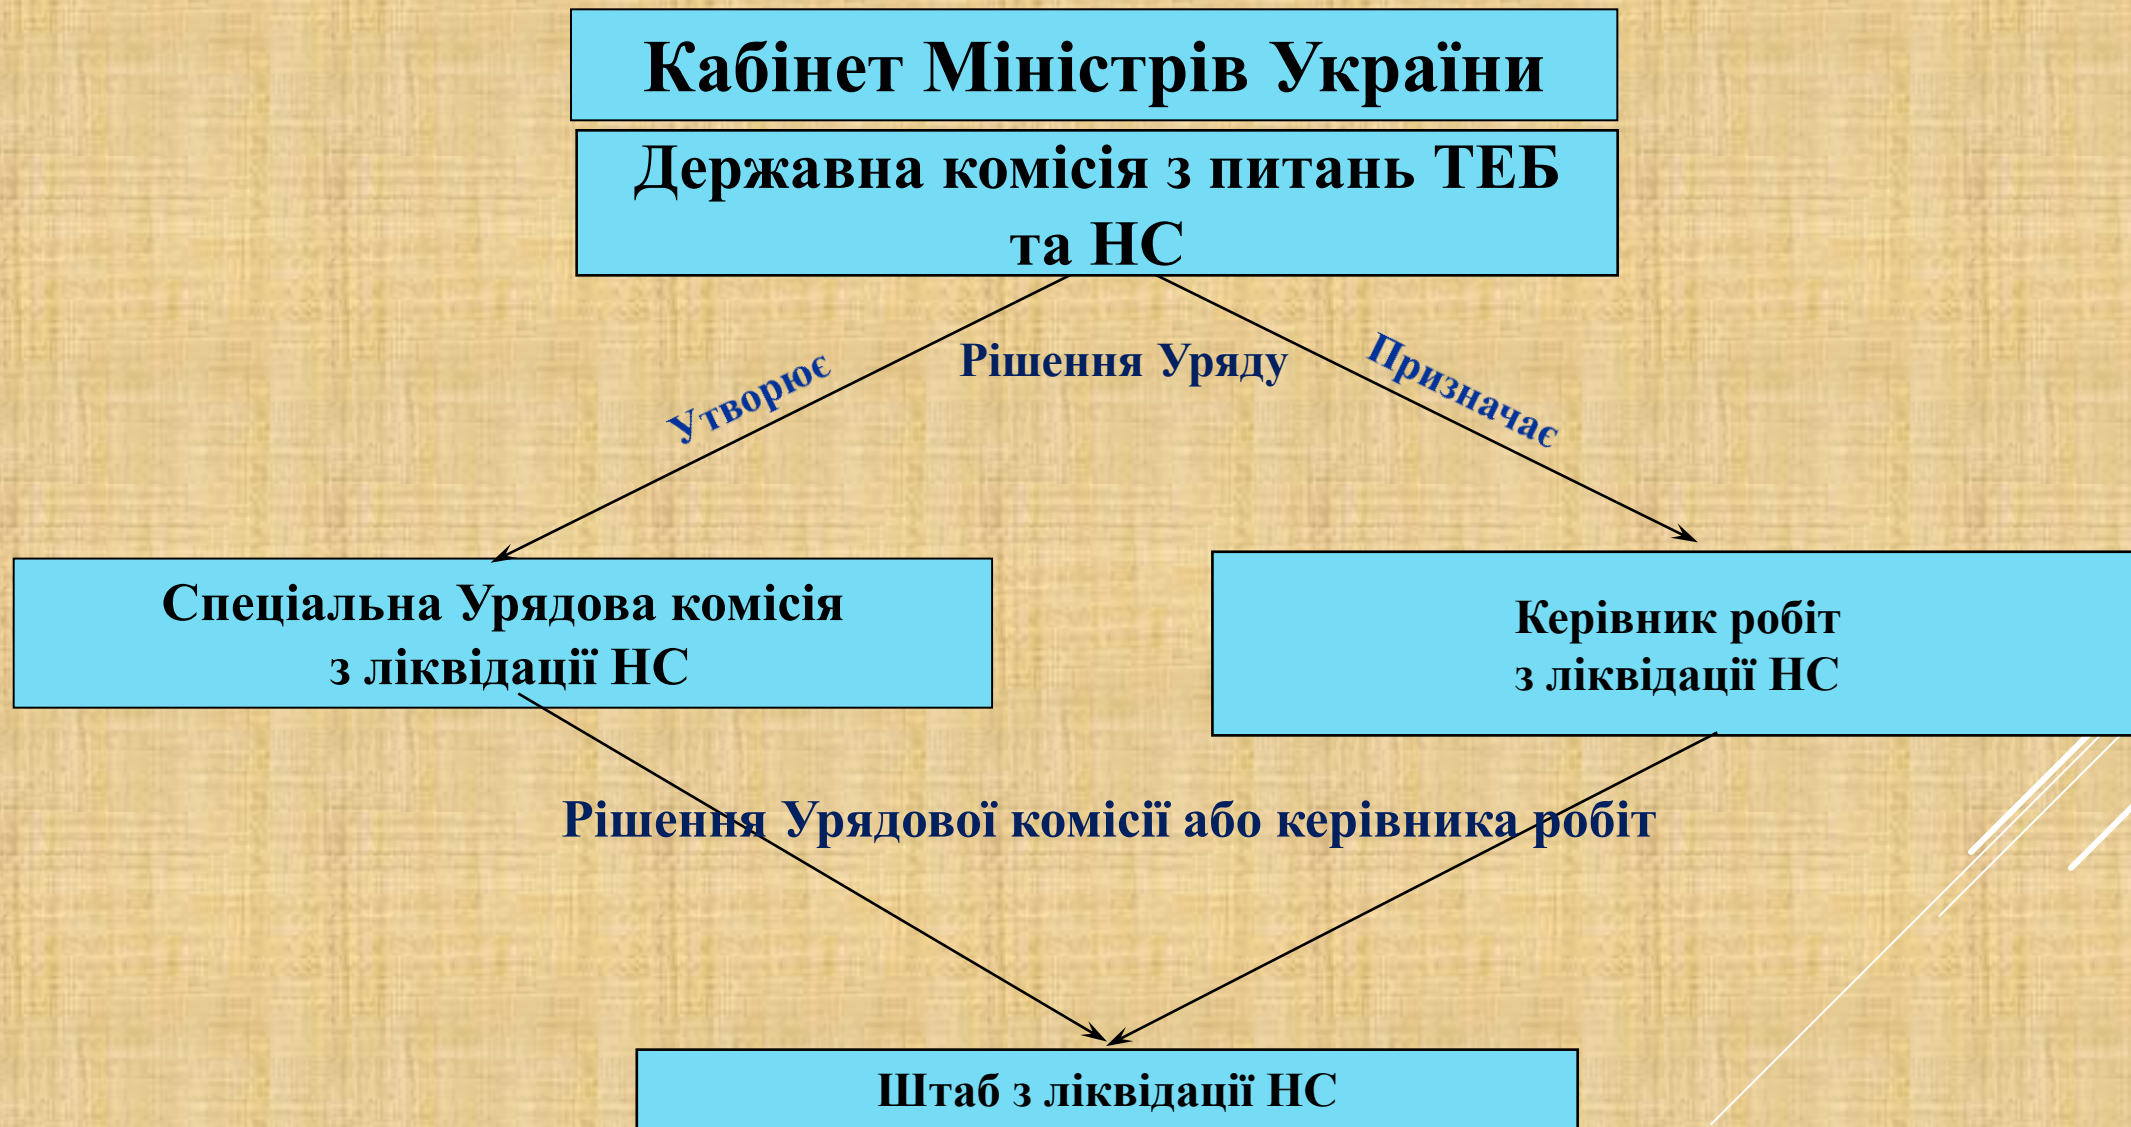 Кабінет Міністрів України
Державна комісія з питань ТЕБ
та НС
Утворює
Рішення Уряду
Призначає
Спеціальна Урядова комісія
з ліквідації НС
Керівник робіт
з ліквідації НС
Рішення Урядової комісії або керівника робіт
Штаб з ліквідації НС